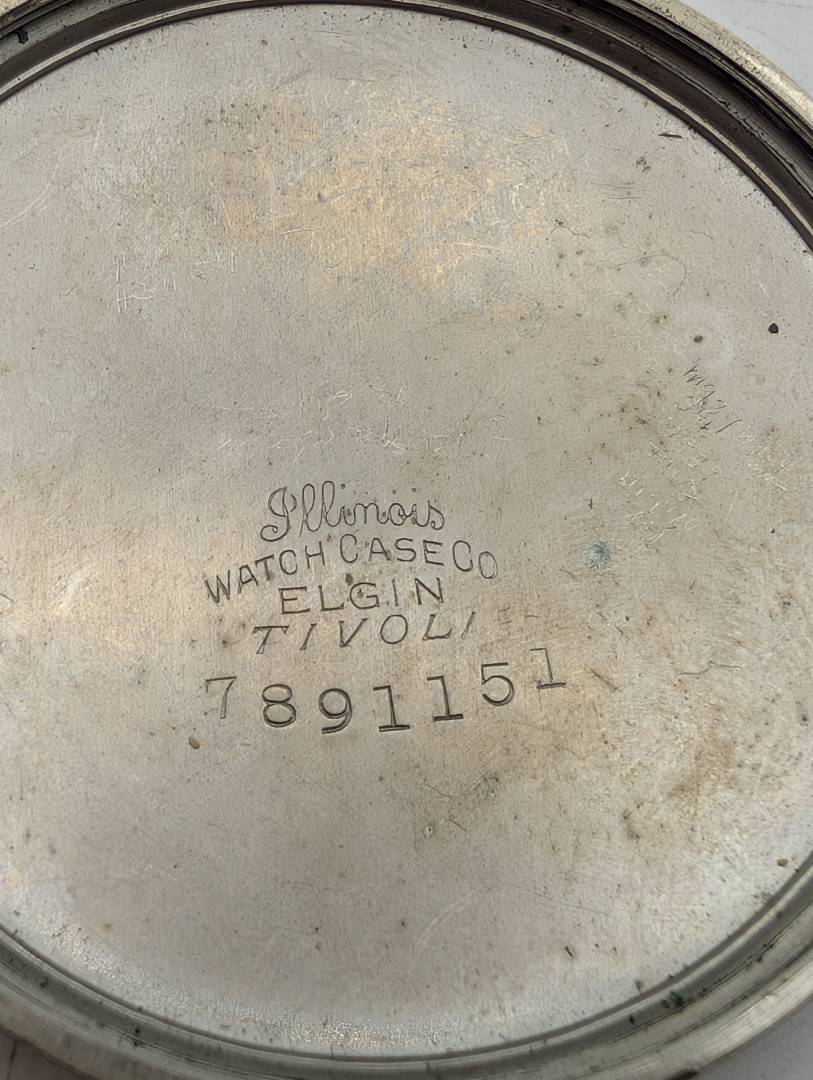 Illinois
WATCH CASE CO
ELGIN
TIVOLI
7891151